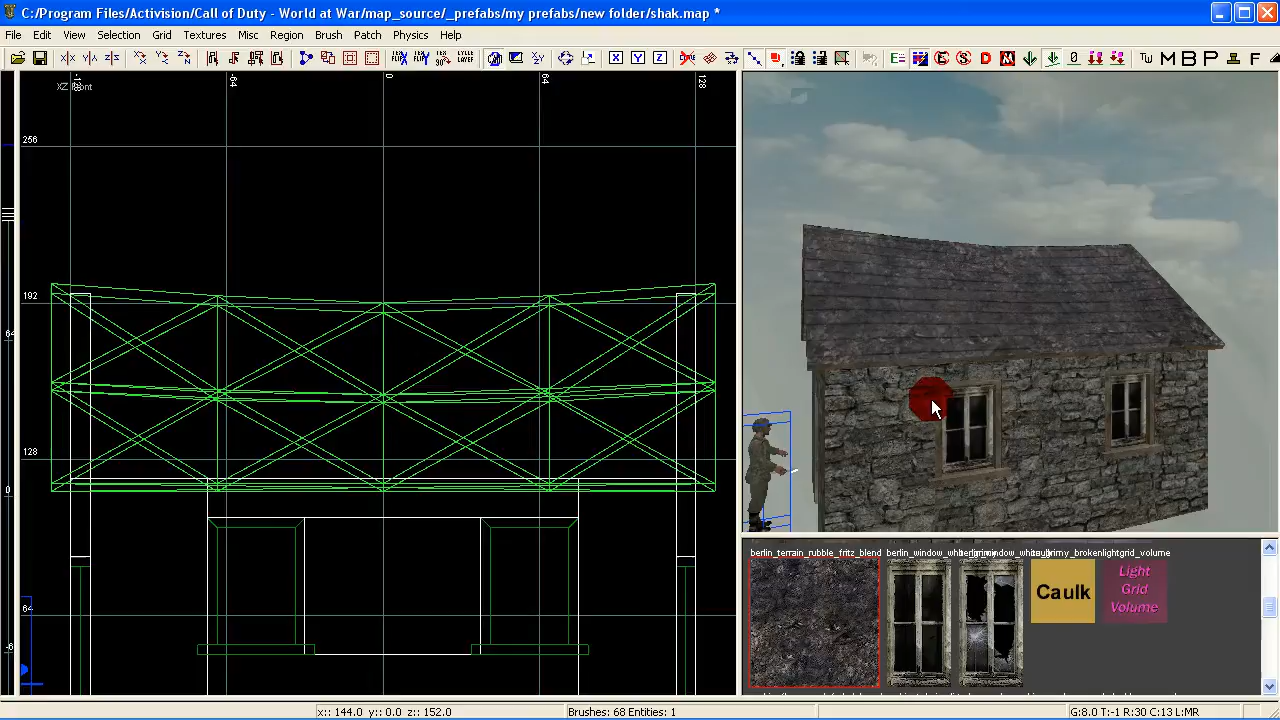 C:/Program Files/Activision/Call of Duty - World at War/map_source/_prefabs/my prefabs/new folder/shak.map *
File Edit View Selection Grid Textures Misc Region Brush Patch Physics Help
-64 0 64 128
XZ Front
256
192
64
128
0
64
berlin_terrain_rubble_fritz_blend
Caulk
Light
Grid
Volume
x:: 144.0 y:: 0.0 z:: 152.0 Brushes: 68 Entities: 1 G:8.0 T:-1 R:30 C:13 L:MR